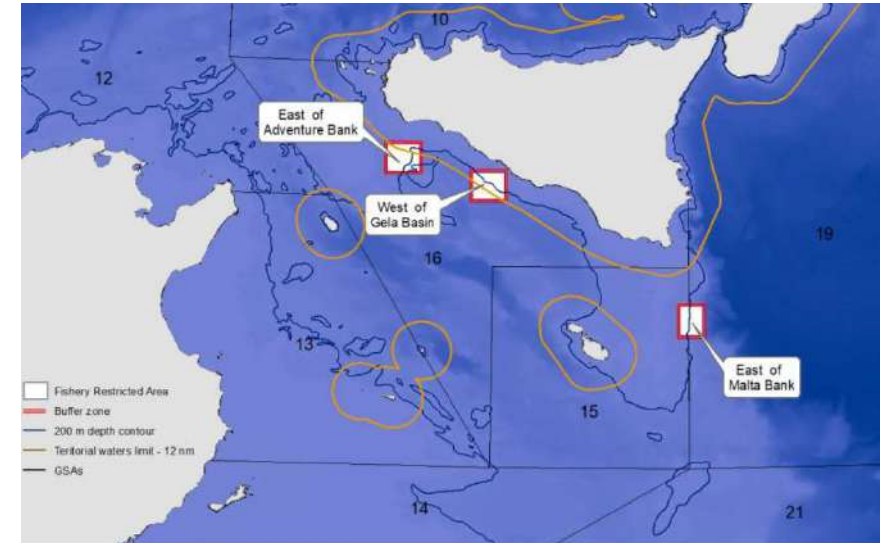 10
12
East of
Adventure Bank
West of
Gela Basin
19
16
13
East of
Malta Bank
15
14
21
Fishery Restricted Area
Buffer zone
200 m depth contour
Teritorial waters limit - 12 nm
GSAs